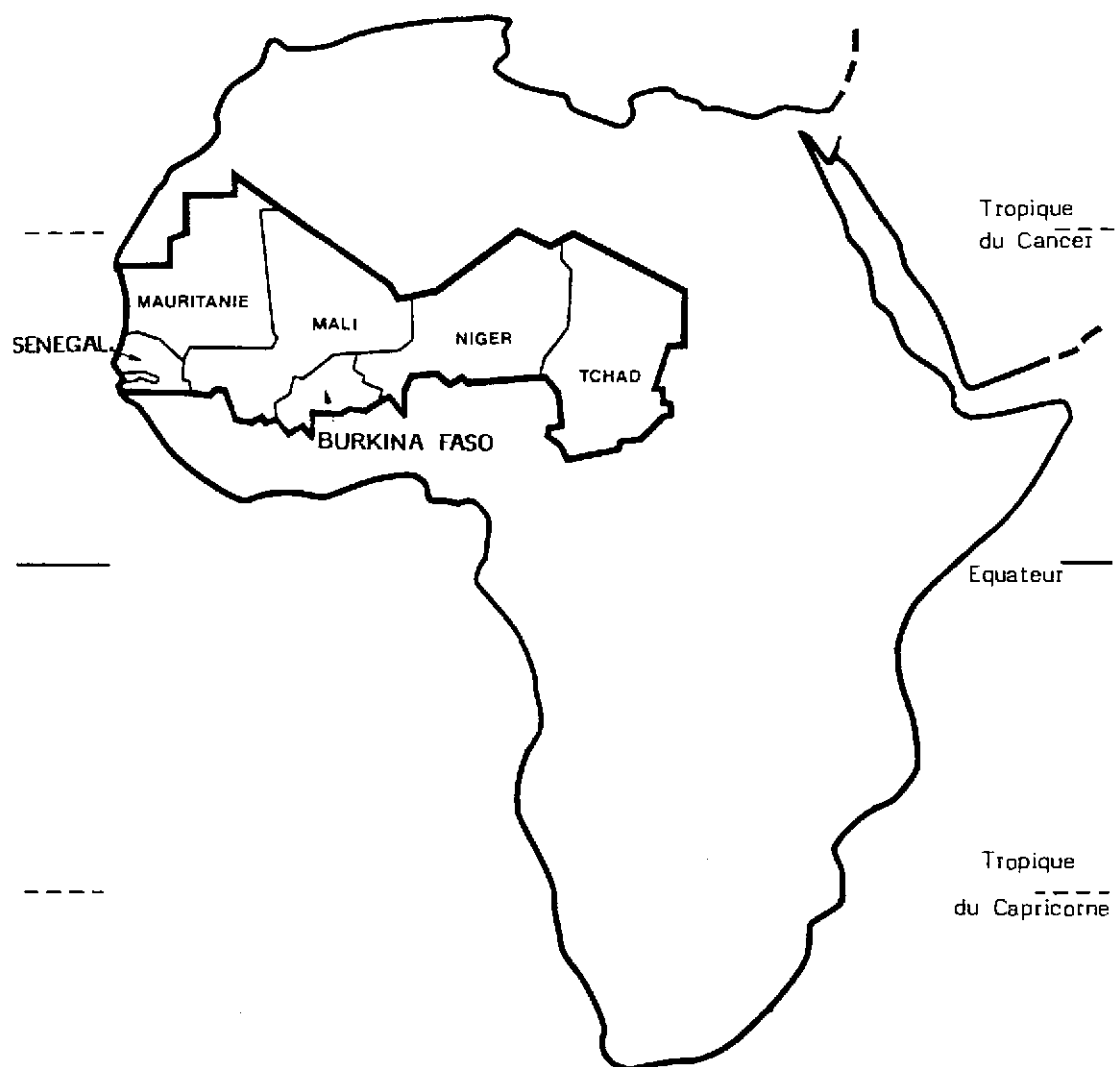 Tropique
du Cancer
MAURITANIE
MALI
SENEGAL
NIGER
TCHAD
BURKINA FASO
Equateur
Tropique
du Capricorne